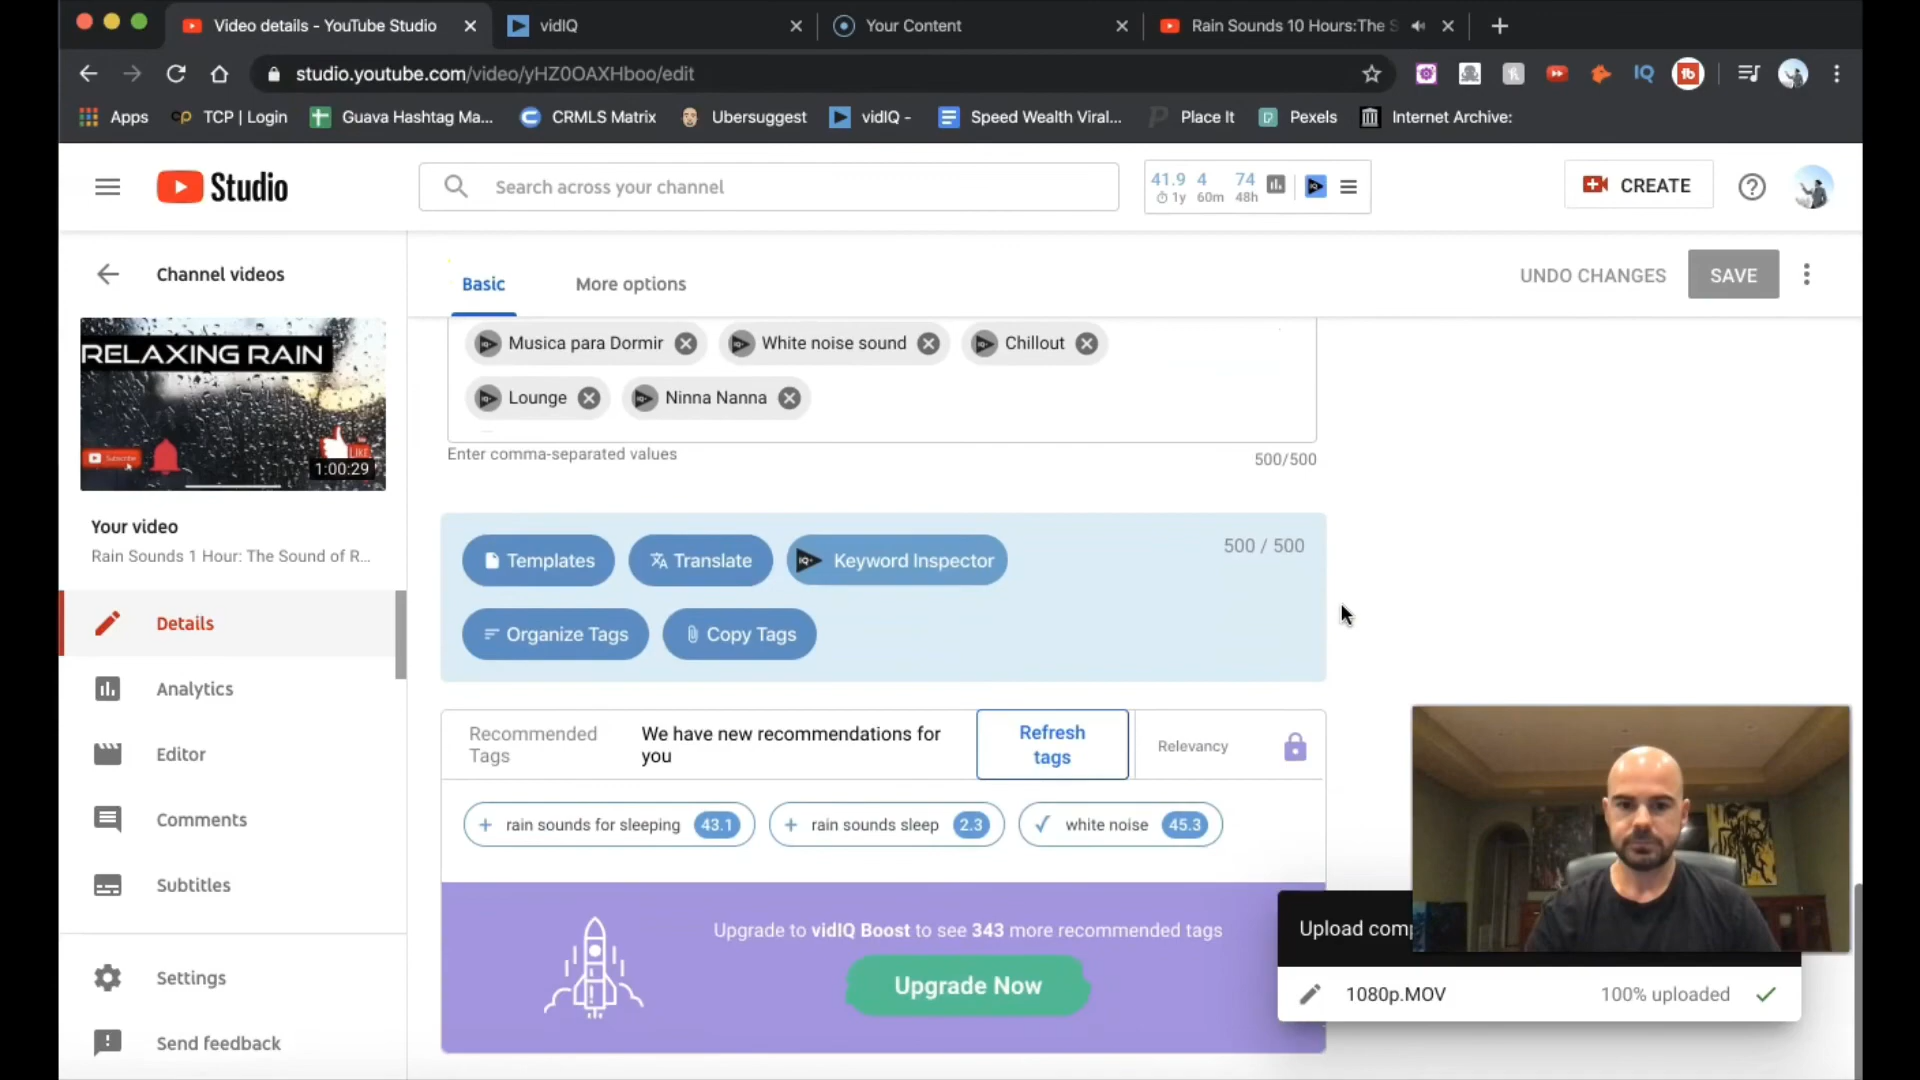 Video details - YouTube Studio
vidIQ
Your Content
Rain Sounds 10 Hours:The S
studio.youtube.com/video/yHZ0OAXHboo/edit
IQ
Apps
TCP | Login
Guava Hashtag Ma...
CRMLS Matrix
Ubersuggest
vidIQ -
Speed Wealth Viral...
Place It
Pexels
Internet Archive:
Studio
Search across your channel
41.9 4 74
1y 60m 48h
CREATE
Channel videos
Basic
More options
UNDO CHANGES
SAVE
RELAXING RAIN
Subscribe
LIKE
1:00:29
Musica para Dormir
White noise sound
Chillout
Lounge
Ninna Nanna
Enter comma-separated values
500/500
Your video
Rain Sounds 1 Hour: The Sound of R...
Templates
Translate
Keyword Inspector
500 / 500
Organize Tags
Copy Tags
Details
Analytics
Editor
Comments
Subtitles
Settings
Send feedback
Recommended
Tags
We have new recommendations for
you
Refresh
tags
Relevancy
rain sounds for sleeping 43.1
rain sounds sleep 2.3
white noise 45.3
Upgrade to vidIQ Boost to see 343 more recommended tags
Upgrade Now
Upload comp
1080p.MOV
100% uploaded